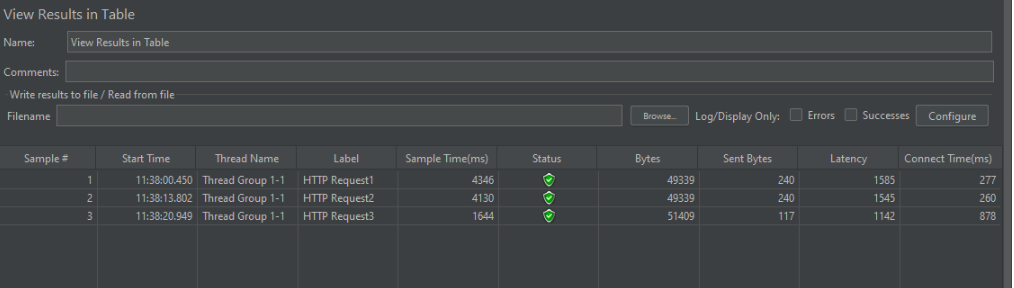 View Results in Table
Name: View Results in Table
Comments:
Write results to file / Read from file
Filename Browse... Log/Display Only: Errors Successes Configure
Sample # Start Time Thread Name Label Sample Time(ms) Status Bytes Sent Bytes Latency Connect Time(ms)
1 11:38:00.450 Thread Group 1-1 HTTP Request1 4346 49339 240 1585 277
2 11:38:13.802 Thread Group 1-1 HTTP Request2 4130 49339 240 1545 260
3 11:38:20.949 Thread Group 1-1 HTTP Request3 1644 51409 117 1142 878